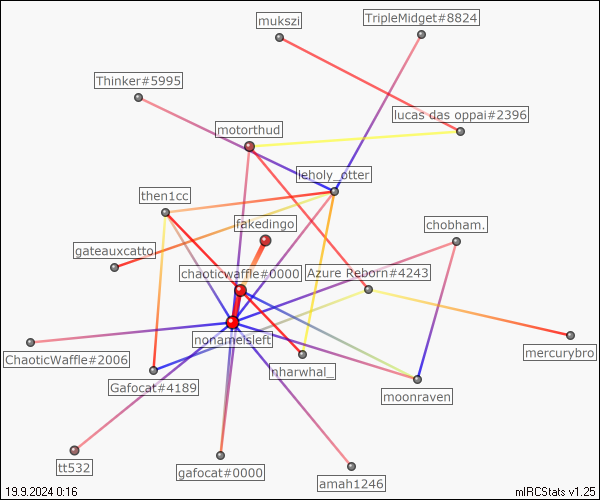 mukszi
TripleMidget#8824
Thinker#5995
lucas das oppai#2396
motorthud
leholy_otter
then1cc
fakedingo
chobham.
gateauxcatto
chaoticwaffle#0000
Azure Reborn#4243
nonameisleft
ChaoticWaffle#2006
mercurybro
nharwhal_
Gafocat#4189
moonraven
tt532
gafocat#0000
amah1246
19.9.2024 0:16
mIRCStats v1.25